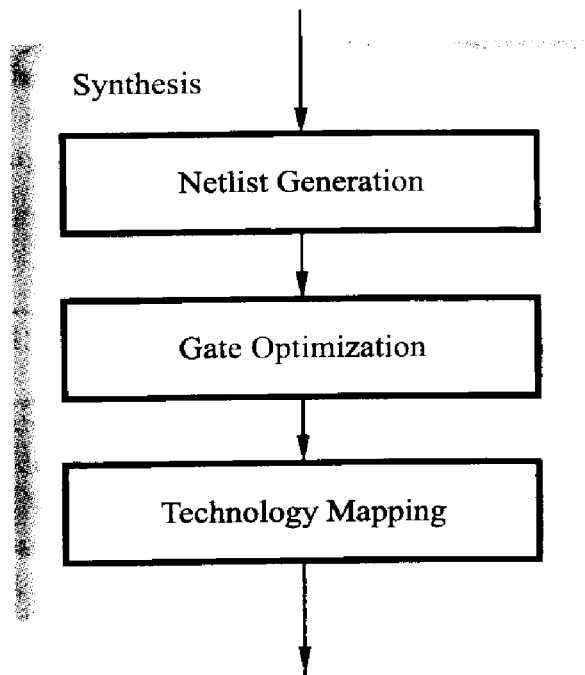 Synthesis
Netlist Generation
Gate Optimization
Technology Mapping